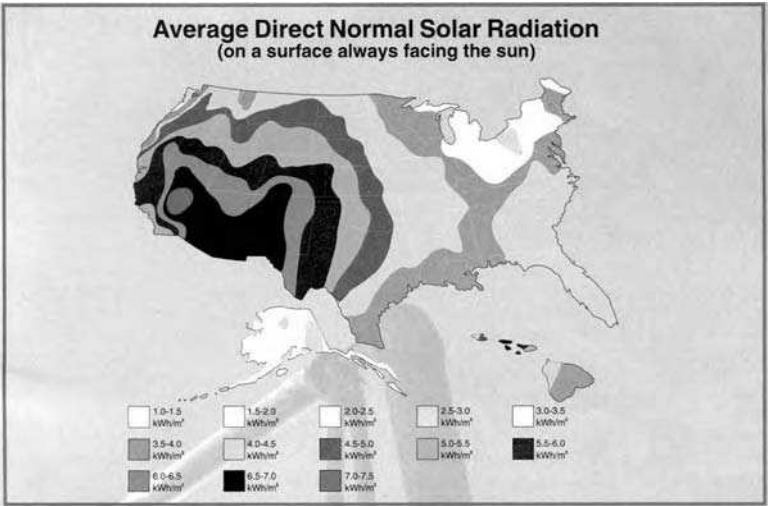 Average Direct Normal Solar Radiation
(on a surface always facing the sun)
1.0-1.5
kWh/m²
1.5-2.0
kWh/m²
2.0-2.5
kWh/m²
2.5-3.0
kWh/m²
3.0-3.5
kWh/m²
3.5-4.0
kWh/m²
4.0-4.5
kWh/m²
4.5-5.0
kWh/m²
5.0-5.5
kWh/m²
5.5-6.0
kWh/m²
6.0-6.5
kWh/m²
6.5-7.0
kWh/m²
7.0-7.5
kWh/m²